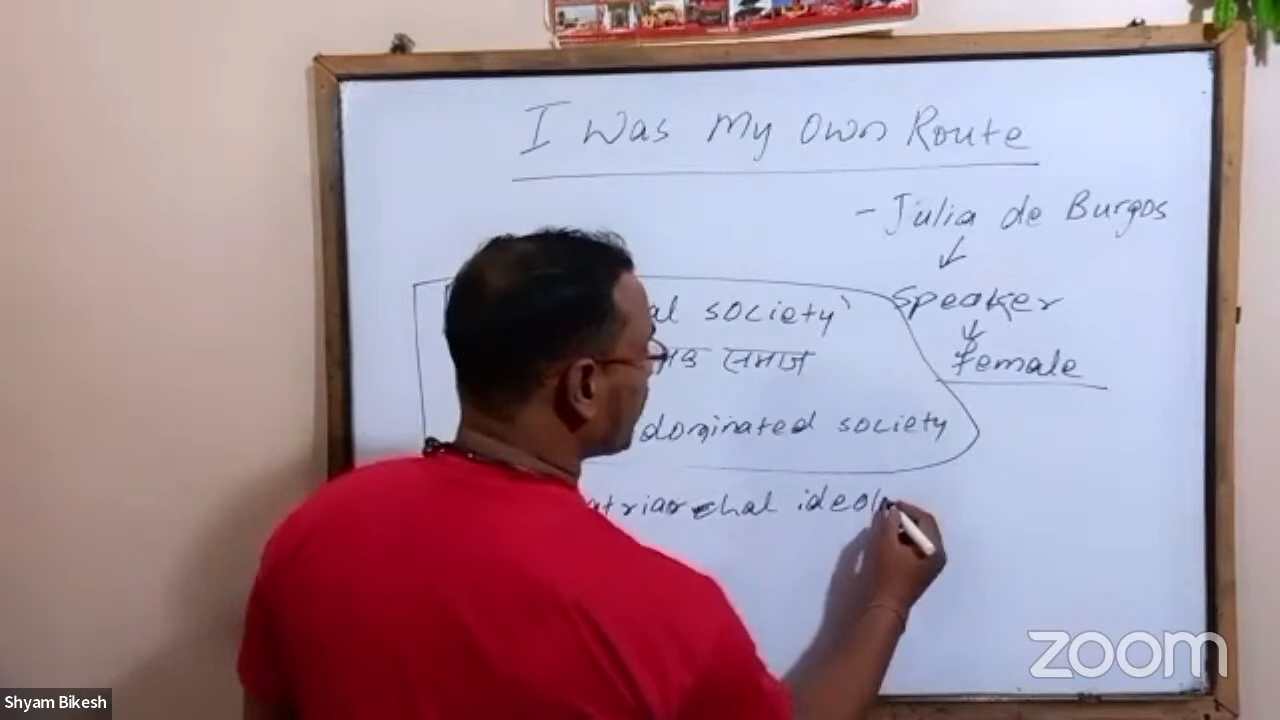 I Was My Own Route
- Julia de Burgos
Speaker
al society
समाज
female
dominated society
atriarchal ideol
zoom
Shyam Bikesh